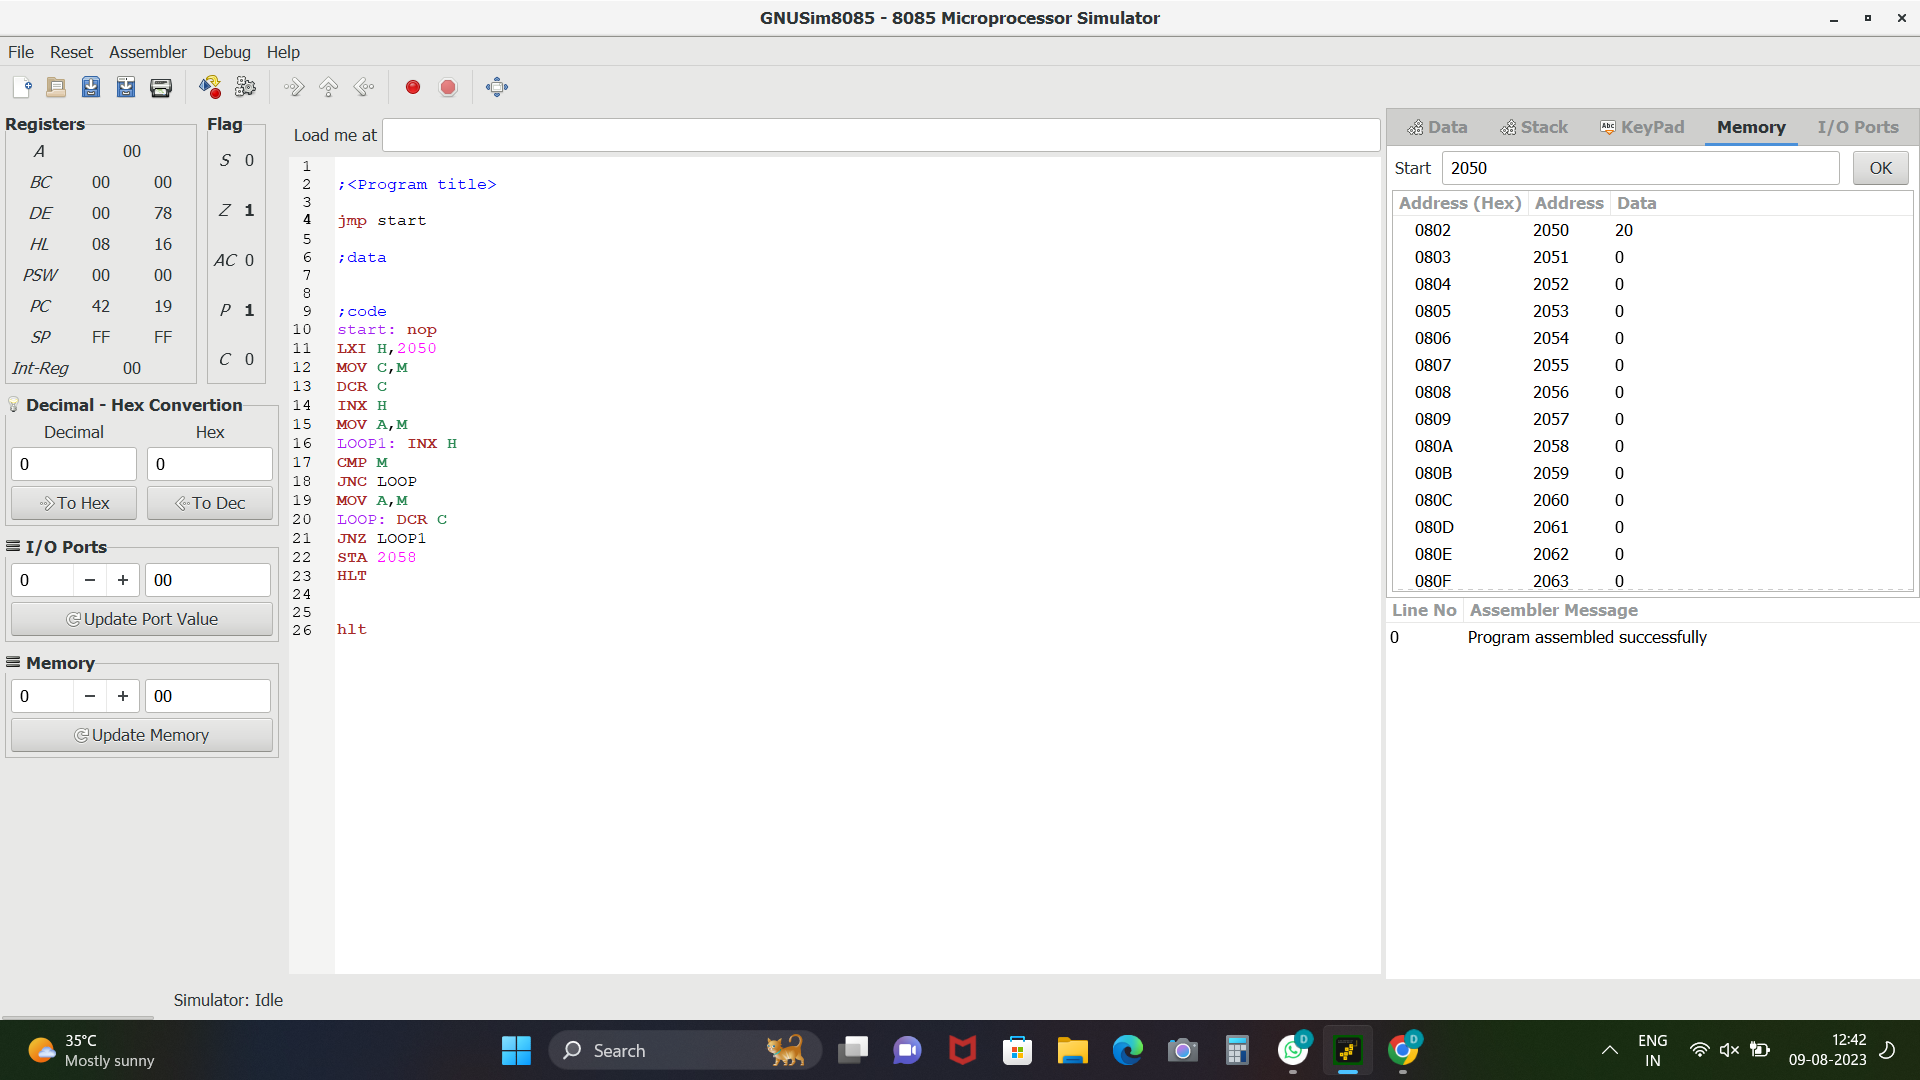 GNUSim8085 - 8085 Microprocessor Simulator
File Reset Assembler Debug Help
Registers
A 00
BC 00 00
DE 00 78
HL 08 16
PSW 00 00
PC 42 19
SP FF FF
Int-Reg 00
Flag
S 0
Z 1
AC 0
P 1
C 0
Decimal - Hex Convertion
Decimal Hex
0 0
To Hex To Dec
I/O Ports
0 − + 00
Update Port Value
Memory
0 − + 00
Update Memory
Load me at
1
2 ;<Program title>
3
4 jmp start
5
6 ;data
7
8
9 ;code
10 start: nop
11 LXI H,2050
12 MOV C,M
13 DCR C
14 INX H
15 MOV A,M
16 LOOP1: INX H
17 CMP M
18 JNC LOOP
19 MOV A,M
20 LOOP: DCR C
21 JNZ LOOP1
22 STA 2058
23 HLT
24
25
26 hlt
Data Stack Abc KeyPad Memory I/O Ports
Start 2050 OK
Address (Hex) Address Data
0802 2050 20
0803 2051 0
0804 2052 0
0805 2053 0
0806 2054 0
0807 2055 0
0808 2056 0
0809 2057 0
080A 2058 0
080B 2059 0
080C 2060 0
080D 2061 0
080E 2062 0
080F 2063 0
Line No Assembler Message
0 Program assembled successfully
Simulator: Idle
35°C
Mostly sunny
Search
D
D
ENG
IN
12:42
09-08-2023